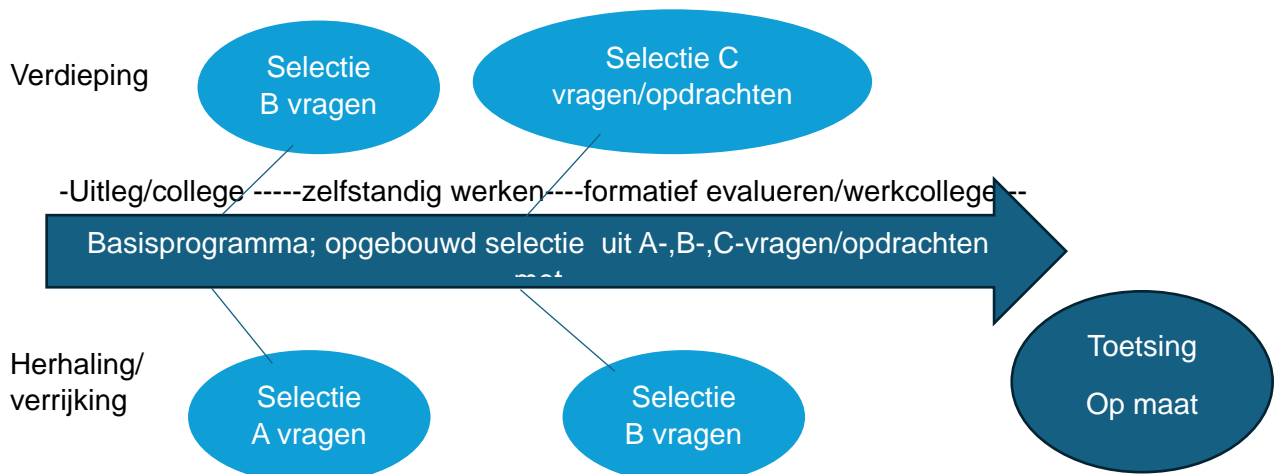 Verdieping
Selectie
B vragen
Selectie C
vragen/opdrachten
-Uitleg/college -----zelfstandig werken----formatief evalueren/werkcollege---
Basisprogramma; opgebouwd selectie uit A-,B-,C-vragen/opdrachten
Herhaling/
verrijking
Selectie
A vragen
Selectie
B vragen
Toetsing
Op maat